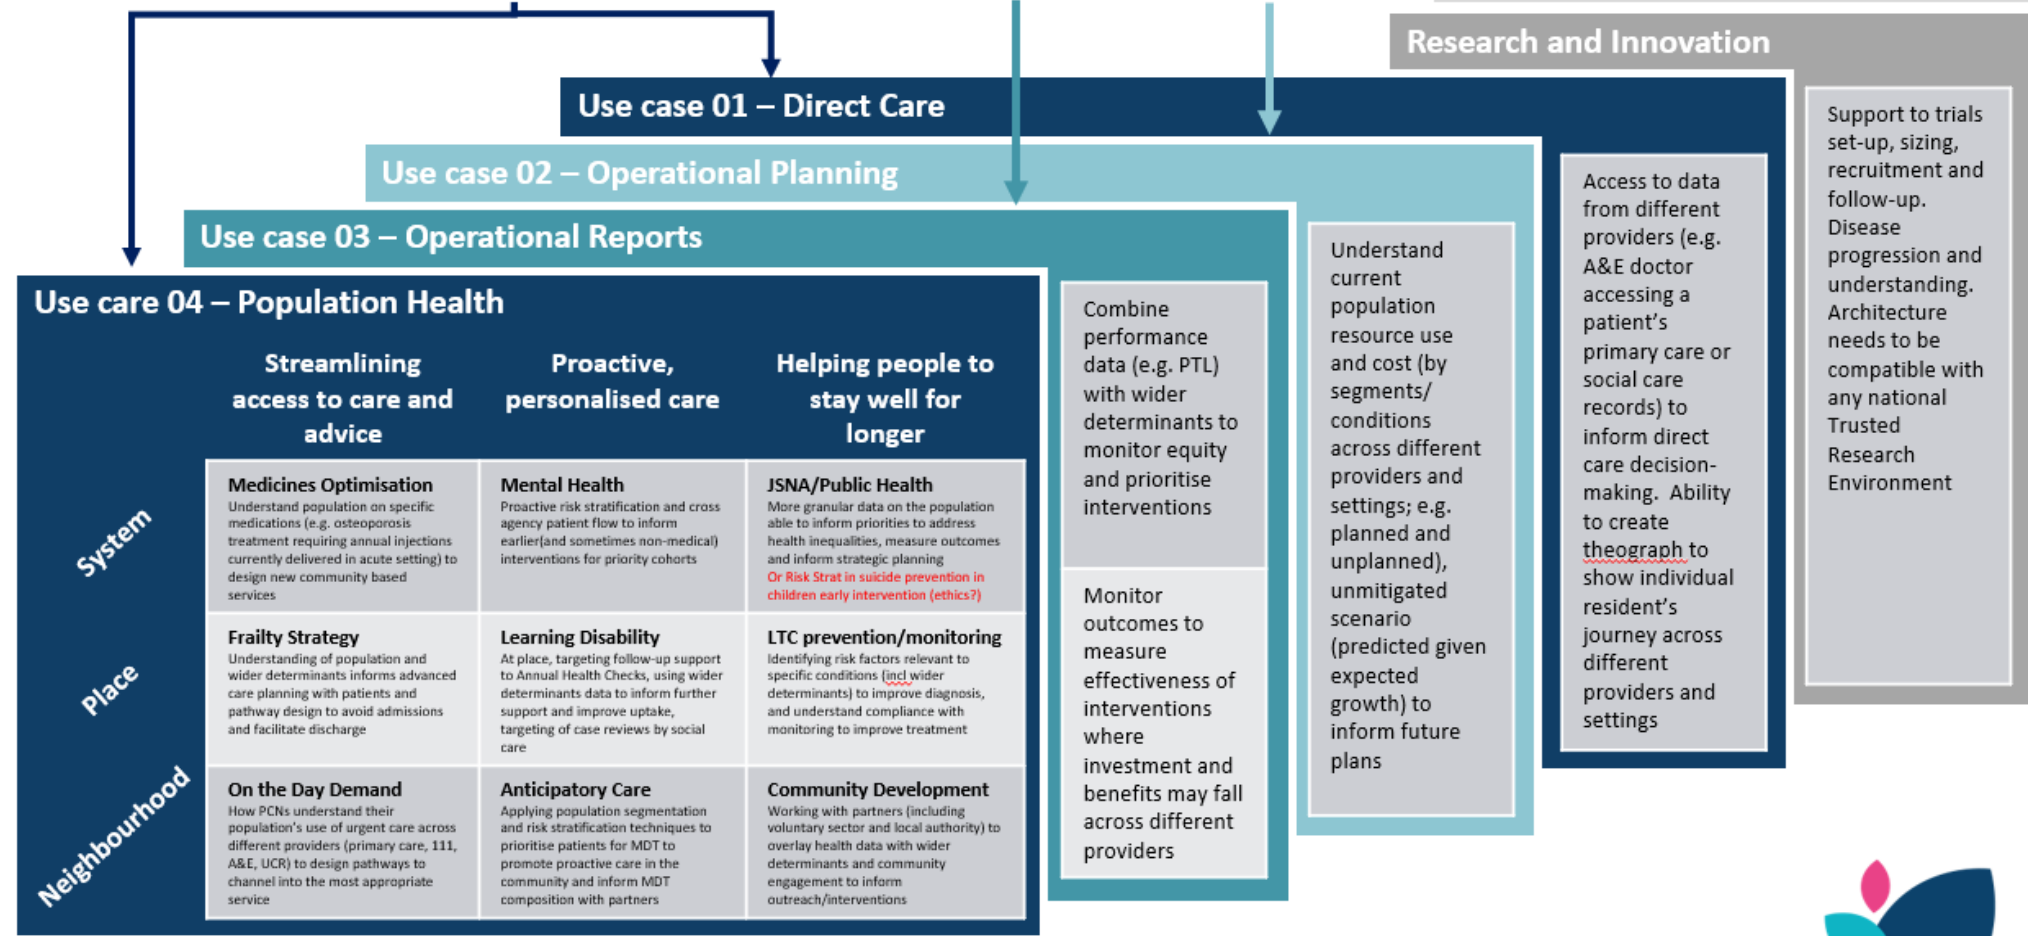 Research and Innovation
Support to trials
set-up, sizing,
recruitment and
follow-up.
Disease
progression and
understanding.
Architecture
needs to be
compatible with
any national
Trusted
Research
Environment
Use case 01 – Direct Care
Access to data
from different
providers (e.g.
A&E doctor
accessing a
patient’s
primary care or
social care
records) to
inform direct
care decision-
making. Ability
to create
theograph to
show individual
resident’s
journey across
different
providers and
settings
Use case 02 – Operational Planning
Understand
current
population
resource use
and cost (by
segments/
conditions
across different
providers and
settings; e.g.
planned and
unplanned),
unmitigated
scenario
(predicted given
expected
growth) to
inform future
plans
Use case 03 – Operational Reports
Combine
performance
data (e.g. PTL)
with wider
determinants to
monitor equity
and prioritise
interventions
Monitor
outcomes to
measure
effectiveness of
interventions
where
investment and
benefits may fall
across different
providers
Use care 04 – Population Health
Streamlining
access to care and
advice
Proactive,
personalised care
Helping people to
stay well for
longer
System
Medicines Optimisation
Understand population on specific
medications (e.g. osteoporosis
treatment requiring annual injections
currently delivered in acute setting) to
design new community based
services
Mental Health
Proactive risk stratification and cross
agency patient flow to inform
earlier(and sometimes non-medical)
interventions for priority cohorts
JSNA/Public Health
More granular data on the population
able to inform priorities to address
health inequalities, measure outcomes
and inform strategic planning
Or Risk Strat in suicide prevention in
children early intervention (ethics?)
Place
Frailty Strategy
Understanding of population and
wider determinants informs advanced
care planning with patients and
pathway design to avoid admissions
and facilitate discharge
Learning Disability
At place, targeting follow-up support
to Annual Health Checks, using wider
determinants data to inform further
support and improve uptake,
targeting of case reviews by social
care
LTC prevention/monitoring
Identifying risk factors relevant to
specific conditions (incl wider
determinants) to improve diagnosis,
and understand compliance with
monitoring to improve treatment
Neighbourhood
On the Day Demand
How PCNs understand their
population’s use of urgent care across
different providers (primary care, 111,
A&E, UCR) to design pathways to
channel into the most appropriate
service
Anticipatory Care
Applying population segmentation
and risk stratification techniques to
prioritise patients for MDT to
promote proactive care in the
community and inform MDT
composition with partners
Community Development
Working with partners (including
voluntary sector and local authority) to
overlay health data with wider
determinants and community
engagement to inform
outreach/interventions